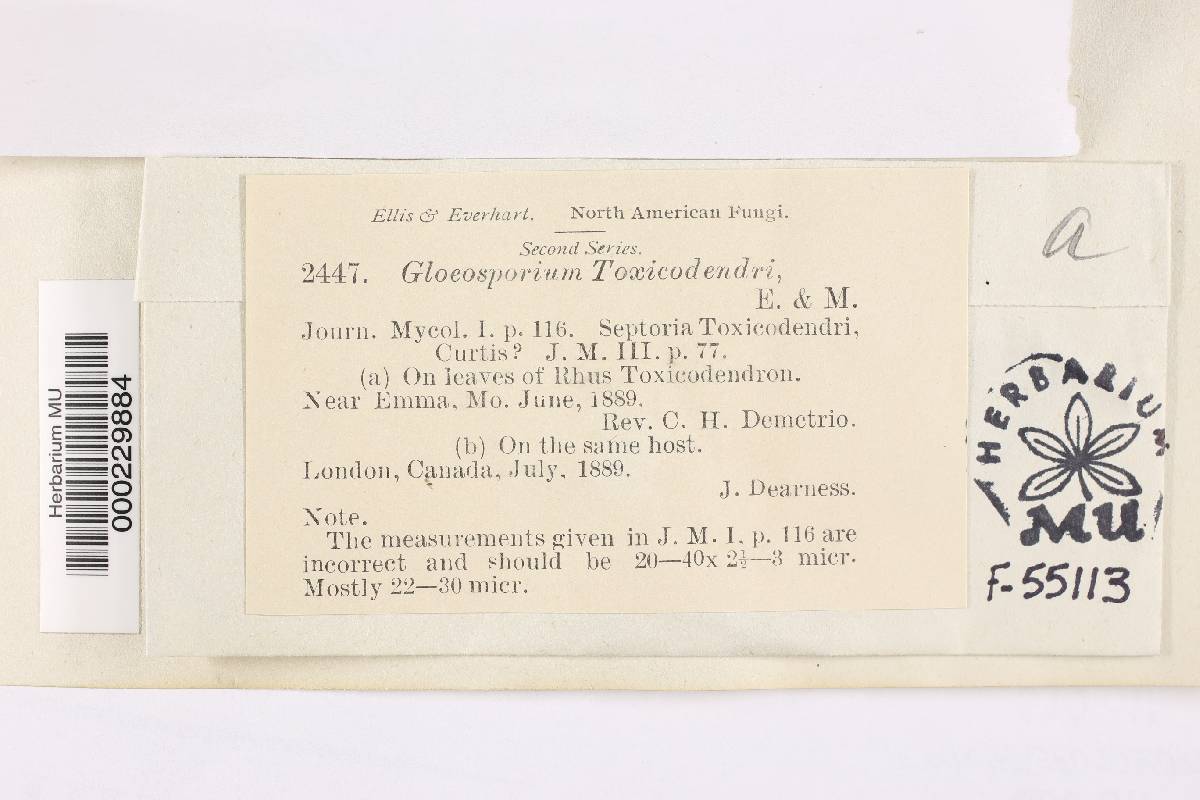 Ellis & Everhart. North American Fungi.
Second Series.
2447. Gloeosporium Toxicodendri,
E. & M.
Journ. Mycol. I. p. 116. Septoria Toxicodendri,
Curtis? J. M. III. p. 77.
(a) On leaves of Rhus Toxicodendron.
Near Emma, Mo. June, 1889.
Rev. C. H. Demetrio.
(b) On the same host.
London, Canada, July, 1889.
J. Dearness.
Note.
The measurements given in J. M. I. p. 116 are
incorrect and should be 20—40x 2½—3 micr.
Mostly 22—30 micr.
a
HERBARIUM
MU
F-55113
Herbarium MU
000229884